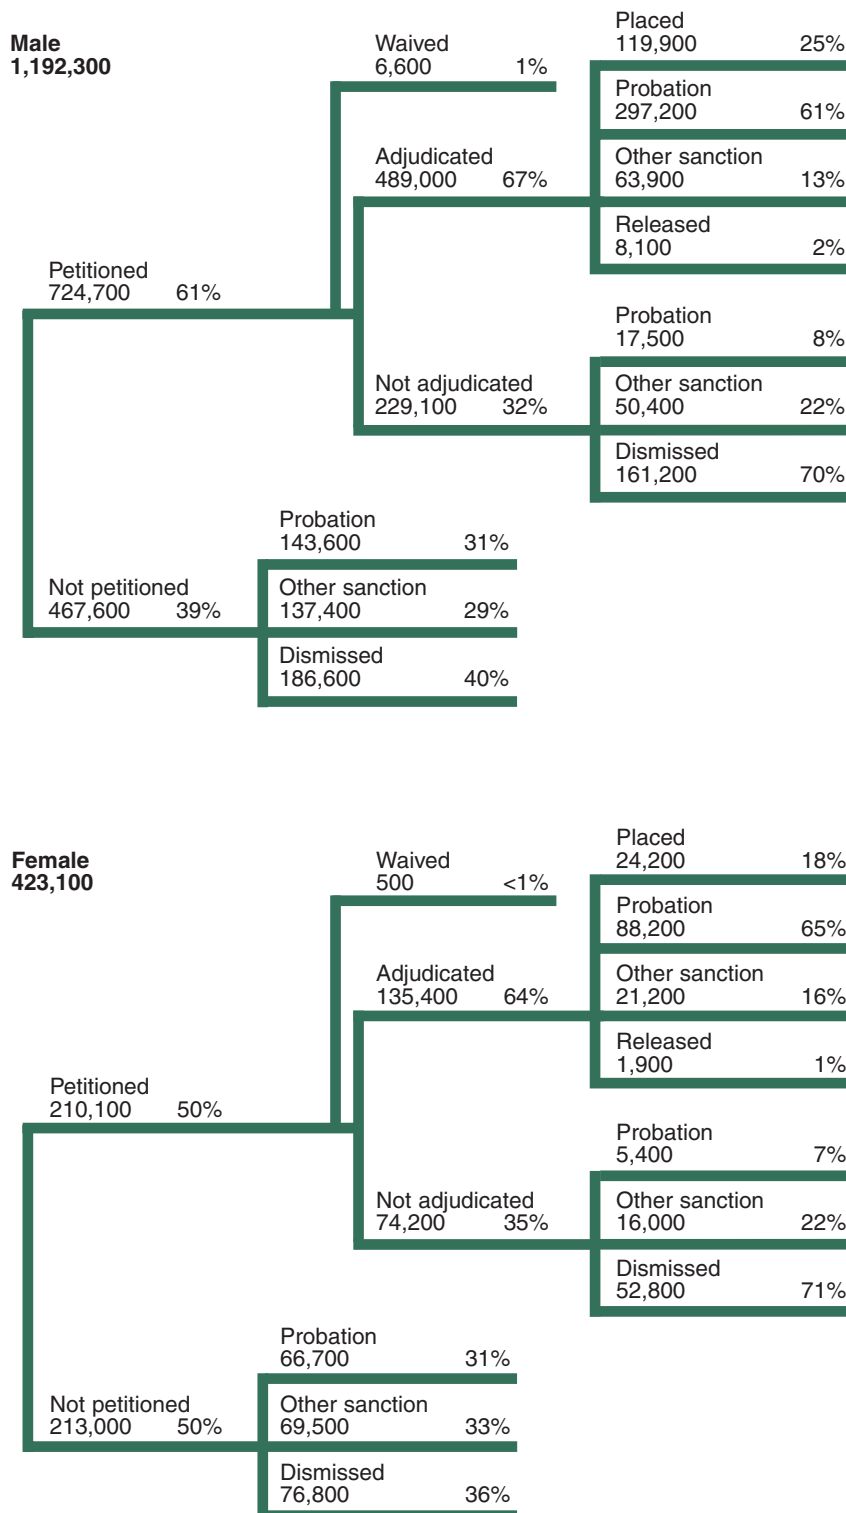 Male
1,192,300
Petitioned
724,700 61%
Waived
6,600 1%
Adjudicated
489,000 67%
Placed
119,900 25%
Probation
297,200 61%
Other sanction
63,900 13%
Released
8,100 2%
Not adjudicated
229,100 32%
Probation
17,500 8%
Other sanction
50,400 22%
Dismissed
161,200 70%
Not petitioned
467,600 39%
Probation
143,600 31%
Other sanction
137,400 29%
Dismissed
186,600 40%
Female
423,100
Petitioned
210,100 50%
Waived
500 <1%
Adjudicated
135,400 64%
Placed
24,200 18%
Probation
88,200 65%
Other sanction
21,200 16%
Released
1,900 1%
Not adjudicated
74,200 35%
Probation
5,400 7%
Other sanction
16,000 22%
Dismissed
52,800 71%
Not petitioned
213,000 50%
Probation
66,700 31%
Other sanction
69,500 33%
Dismissed
76,800 36%